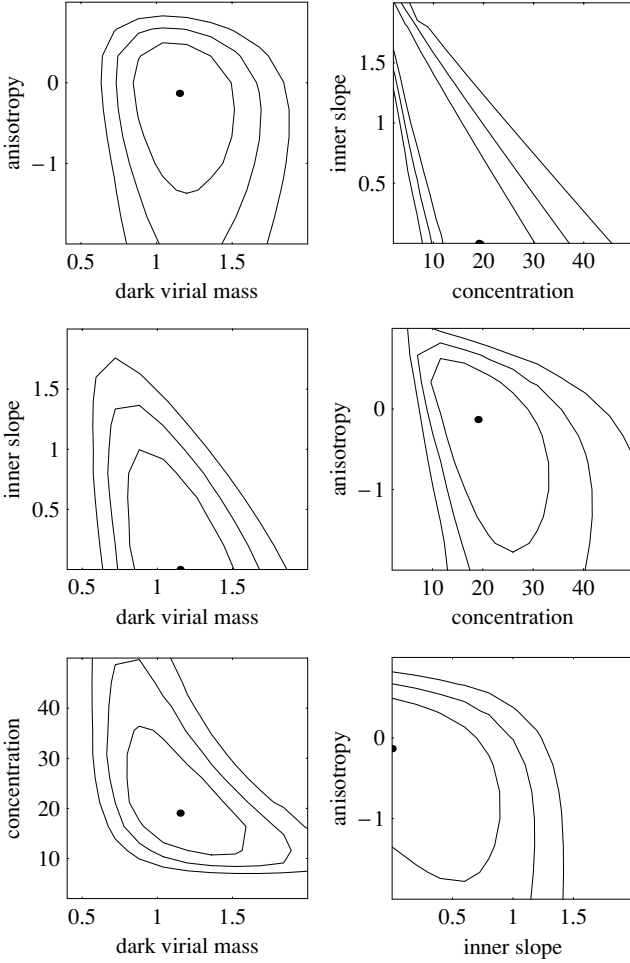 anisotropy
0
−1
0.5 1 1.5
dark virial mass
inner slope
1.5
1
0.5
10 20 30 40
concentration
inner slope
1.5
1
0.5
0.5 1 1.5
dark virial mass
anisotropy
0
−1
10 20 30 40
concentration
concentration
40
30
20
10
0.5 1 1.5
dark virial mass
anisotropy
0
−1
0.5 1 1.5
inner slope